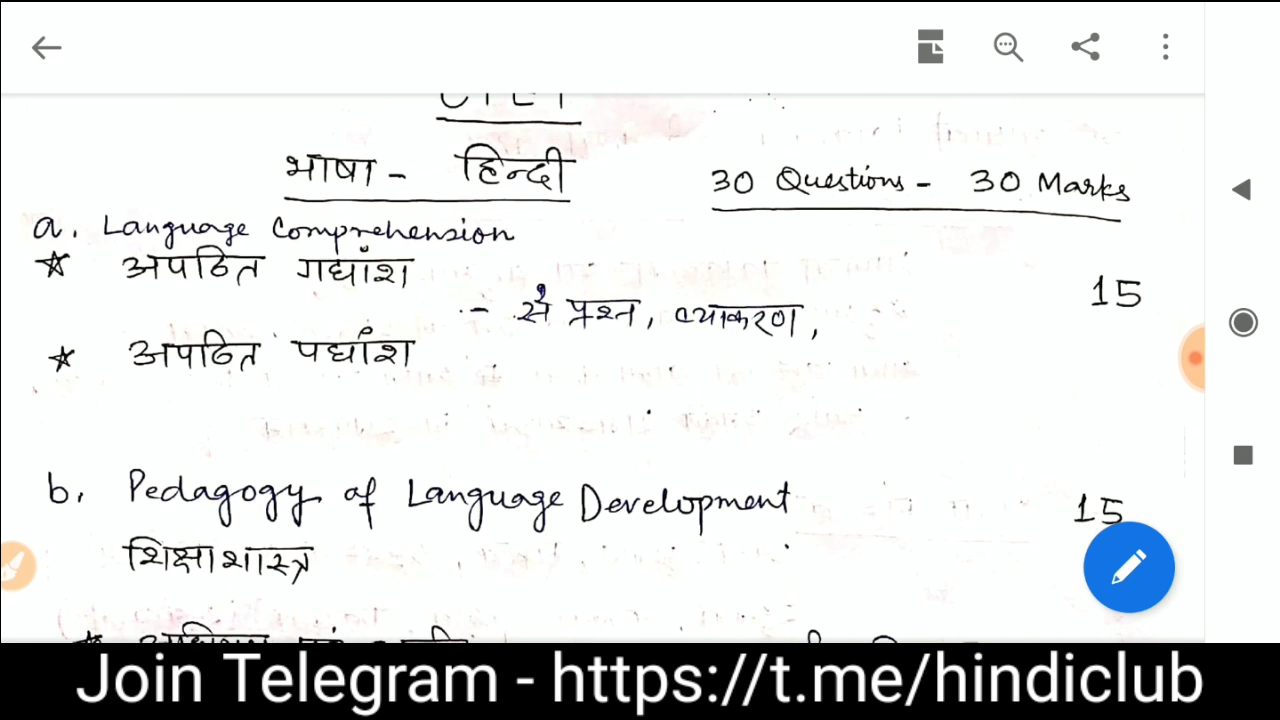 भाषा - हिन्दी
30 Questions - 30 Marks
a. Language Comprehension
★ अपठित गद्यांश
- से प्रश्न, व्याकरण,
15
★ अपठित पद्यांश
b. Pedagogy of Language Development
15
शिक्षाशास्त्र
Join Telegram - https://t.me/hindiclub